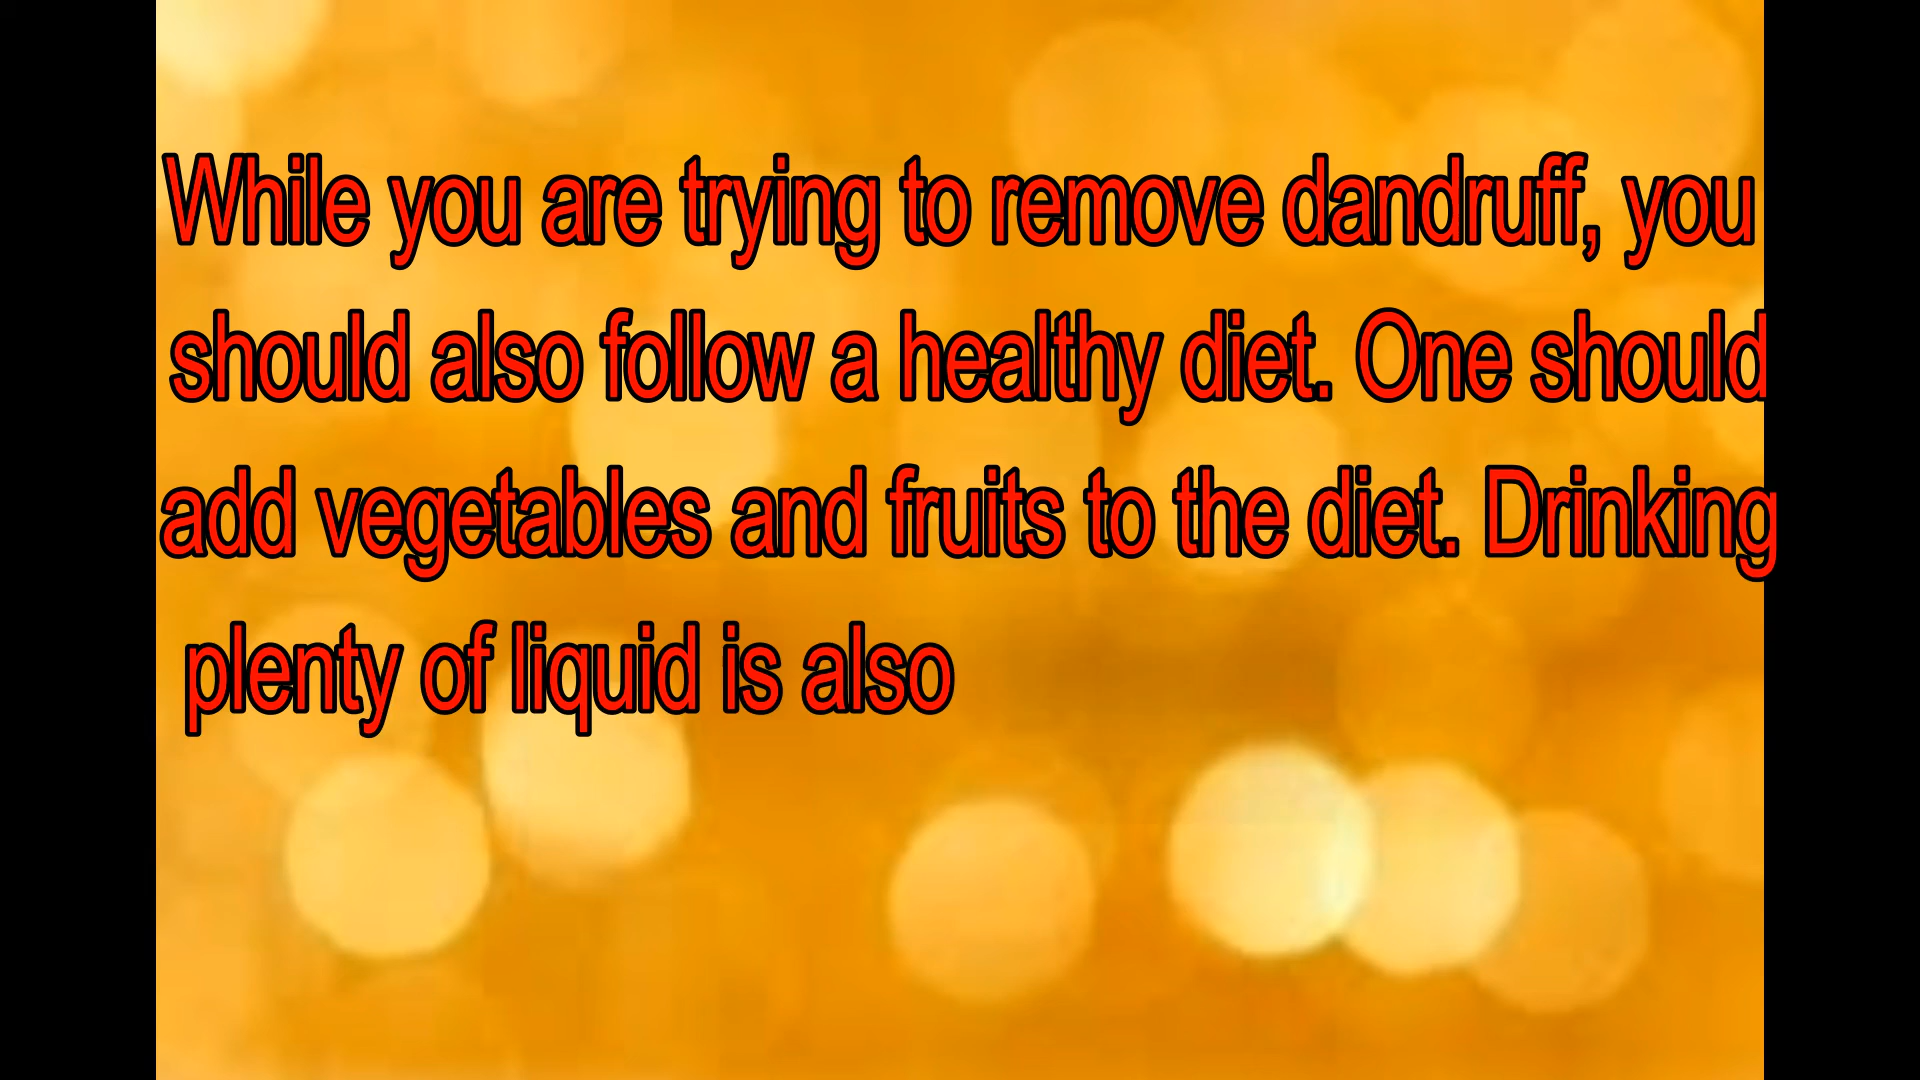 While you are trying to remove dandruff, you
should also follow a healthy diet. One should
add vegetables and fruits to the diet. Drinking
plenty of liquid is also